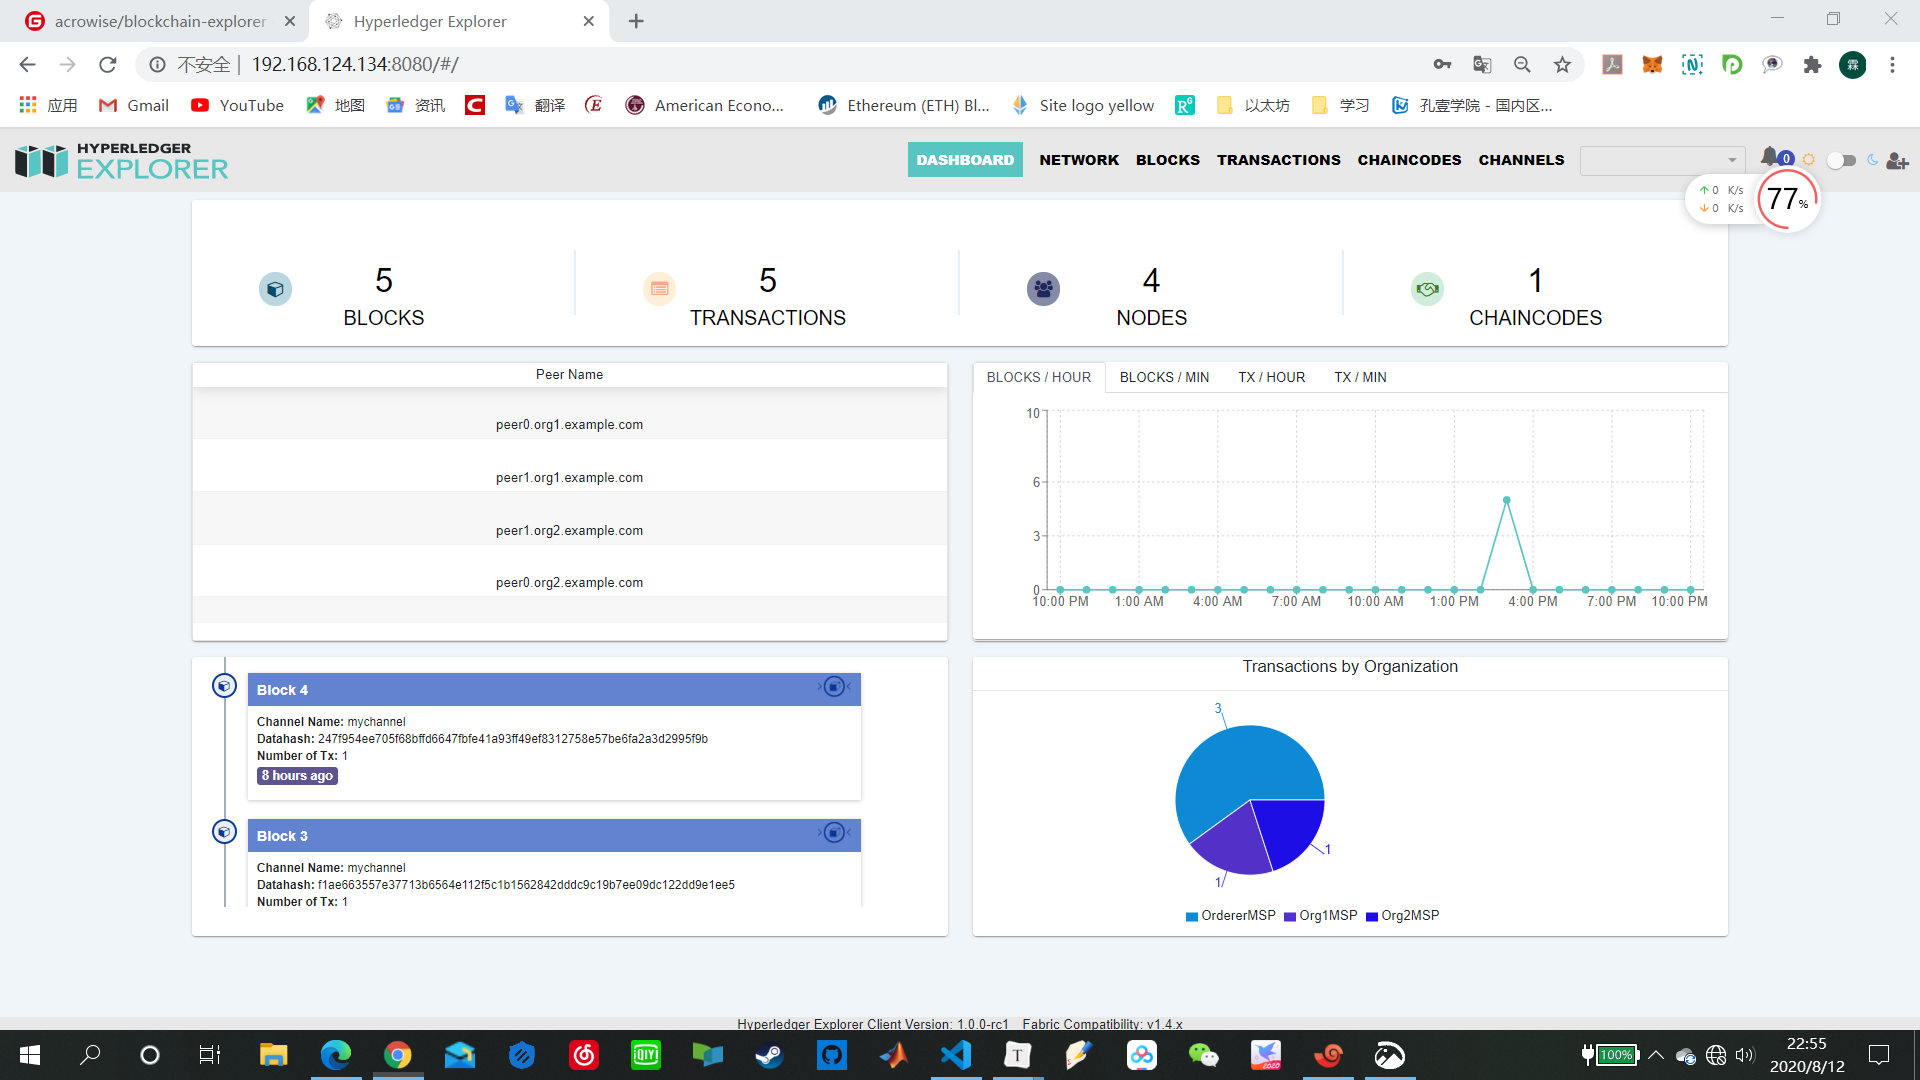 acrowise/blockchain-explorer
Hyperledger Explorer
不安全 | 192.168.124.134:8080/#/
应用
Gmail
YouTube
地图
资讯
翻译
American Econo...
Ethereum (ETH) Bl...
Site logo yellow
以太坊
学习
孔壹学院 - 国内区...
HYPERLEDGER
EXPLORER
DASHBOARD
NETWORK
BLOCKS
TRANSACTIONS
CHAINCODES
CHANNELS
0
↑ 0 K/s
↓ 0 K/s
77%
5
BLOCKS
5
TRANSACTIONS
4
NODES
1
CHAINCODES
Peer Name
peer0.org1.example.com
peer1.org1.example.com
peer1.org2.example.com
peer0.org2.example.com
BLOCKS / HOUR
BLOCKS / MIN
TX / HOUR
TX / MIN
10
6
3
0
10:00 PM
1:00 AM
4:00 AM
7:00 AM
10:00 AM
1:00 PM
4:00 PM
7:00 PM
10:00 PM
Block 4
Channel Name: mychannel
Datahash: 247f954ee705f68bffd6647fbfe41a93ff49ef8312758e57be6fa2a3d2995f9b
Number of Tx: 1
8 hours ago
Block 3
Channel Name: mychannel
Datahash: f1ae663557e37713b6564e112f5c1b1562842dddc9c19b7ee09dc122dd9e1ee5
Number of Tx: 1
Transactions by Organization
3
1
1
OrdererMSP
Org1MSP
Org2MSP
Hyperledger Explorer Client Version: 1.0.0-rc1 Fabric Compatibility: v1.4.x
100%
22:55
2020/8/12